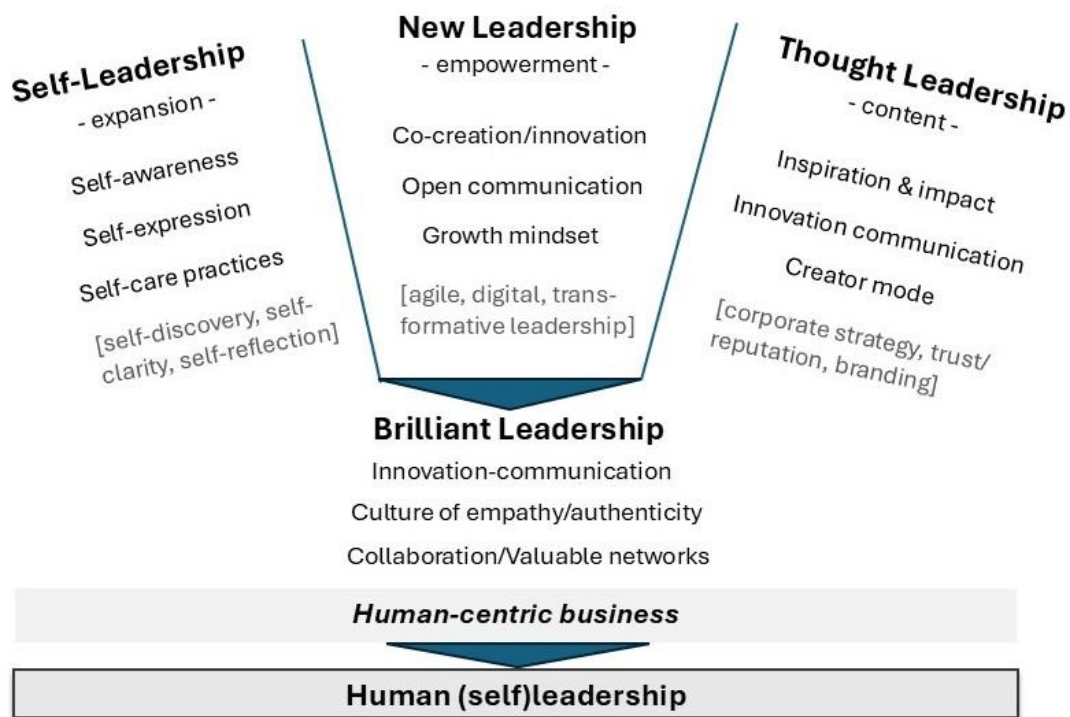 Self-Leadership
- expansion -
Self-awareness
Self-expression
Self-care practices
[self-discovery, self-
clarity, self-reflection]
New Leadership
- empowerment -
Co-creation/innovation
Open communication
Growth mindset
[agile, digital, trans-
formative leadership]
Thought Leadership
- content -
Inspiration & impact
Innovation communication
Creator mode
[corporate strategy, trust/
reputation, branding]
Brilliant Leadership
Innovation-communication
Culture of empathy/authenticity
Collaboration/Valuable networks
Human-centric business
Human (self)leadership